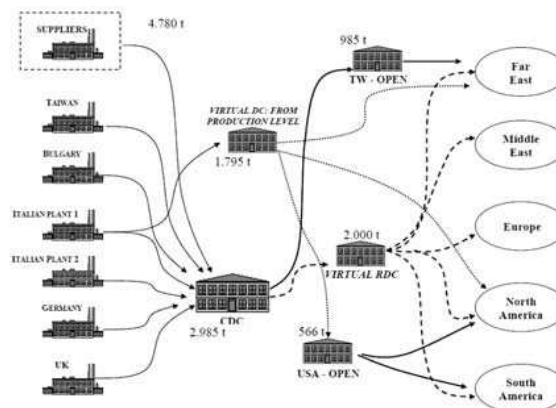 SUPPLIERS
4.780 t
985 t
TW - OPEN
Far
East
TAIWAN
VIRTUAL DC: FROM
PRODUCTION LEVEL
1.795 t
BULGARY
Middle
East
ITALIAN PLANT 1
2.000 t
VIRTUAL RDC
Europe
ITALIAN PLANT 2
CDC
2.985 t
GERMANY
566 t
USA - OPEN
North
America
UK
South
America